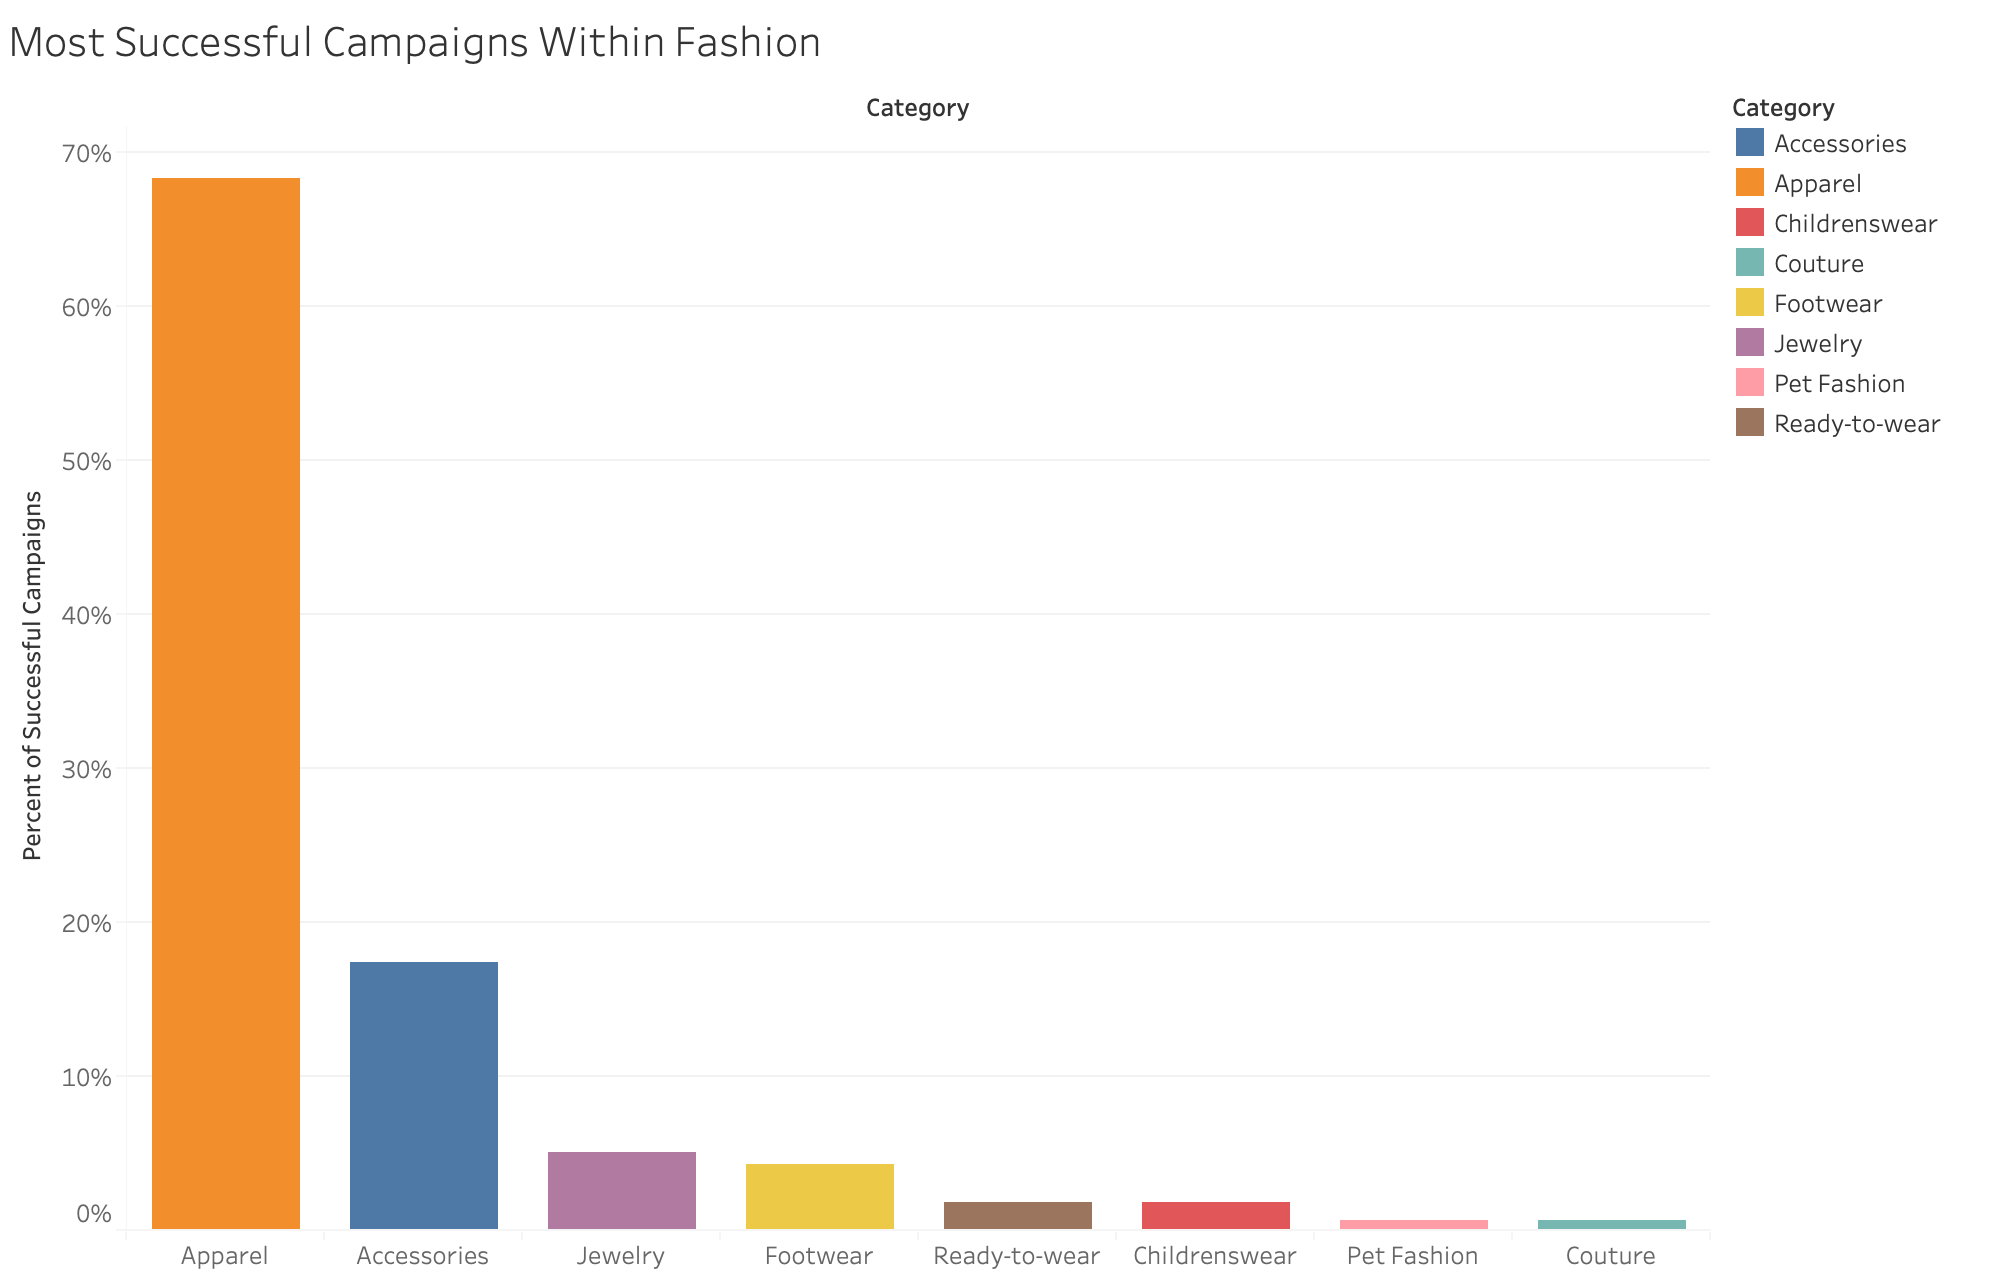 Most Successful Campaigns Within Fashion
Category
70%
60%
50%
40%
30%
20%
10%
0%
Percent of Successful Campaigns
Apparel
Accessories
Jewelry
Footwear
Ready-to-wear
Childrenswear
Pet Fashion
Couture
Category
Accessories
Apparel
Childrenswear
Couture
Footwear
Jewelry
Pet Fashion
Ready-to-wear